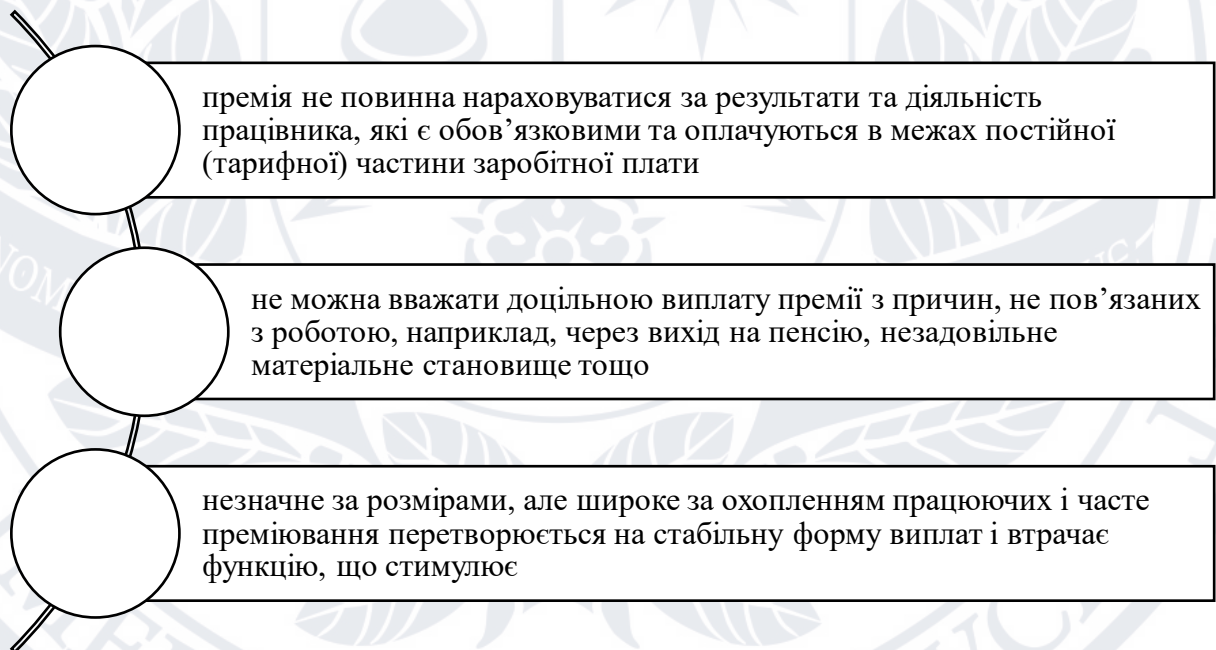 премія не повинна нараховуватися за результати та діяльність
працівника, які є обов’язковими та оплачуються в межах постійної
(тарифної) частини заробітної плати
не можна вважати доцільною виплату премії з причин, не пов’язаних
з роботою, наприклад, через вихід на пенсію, незадовільне
матеріальне становище тощо
незначне за розмірами, але широке за охопленням працюючих і часте
преміювання перетворюється на стабільну форму виплат і втрачає
функцію, що стимулює